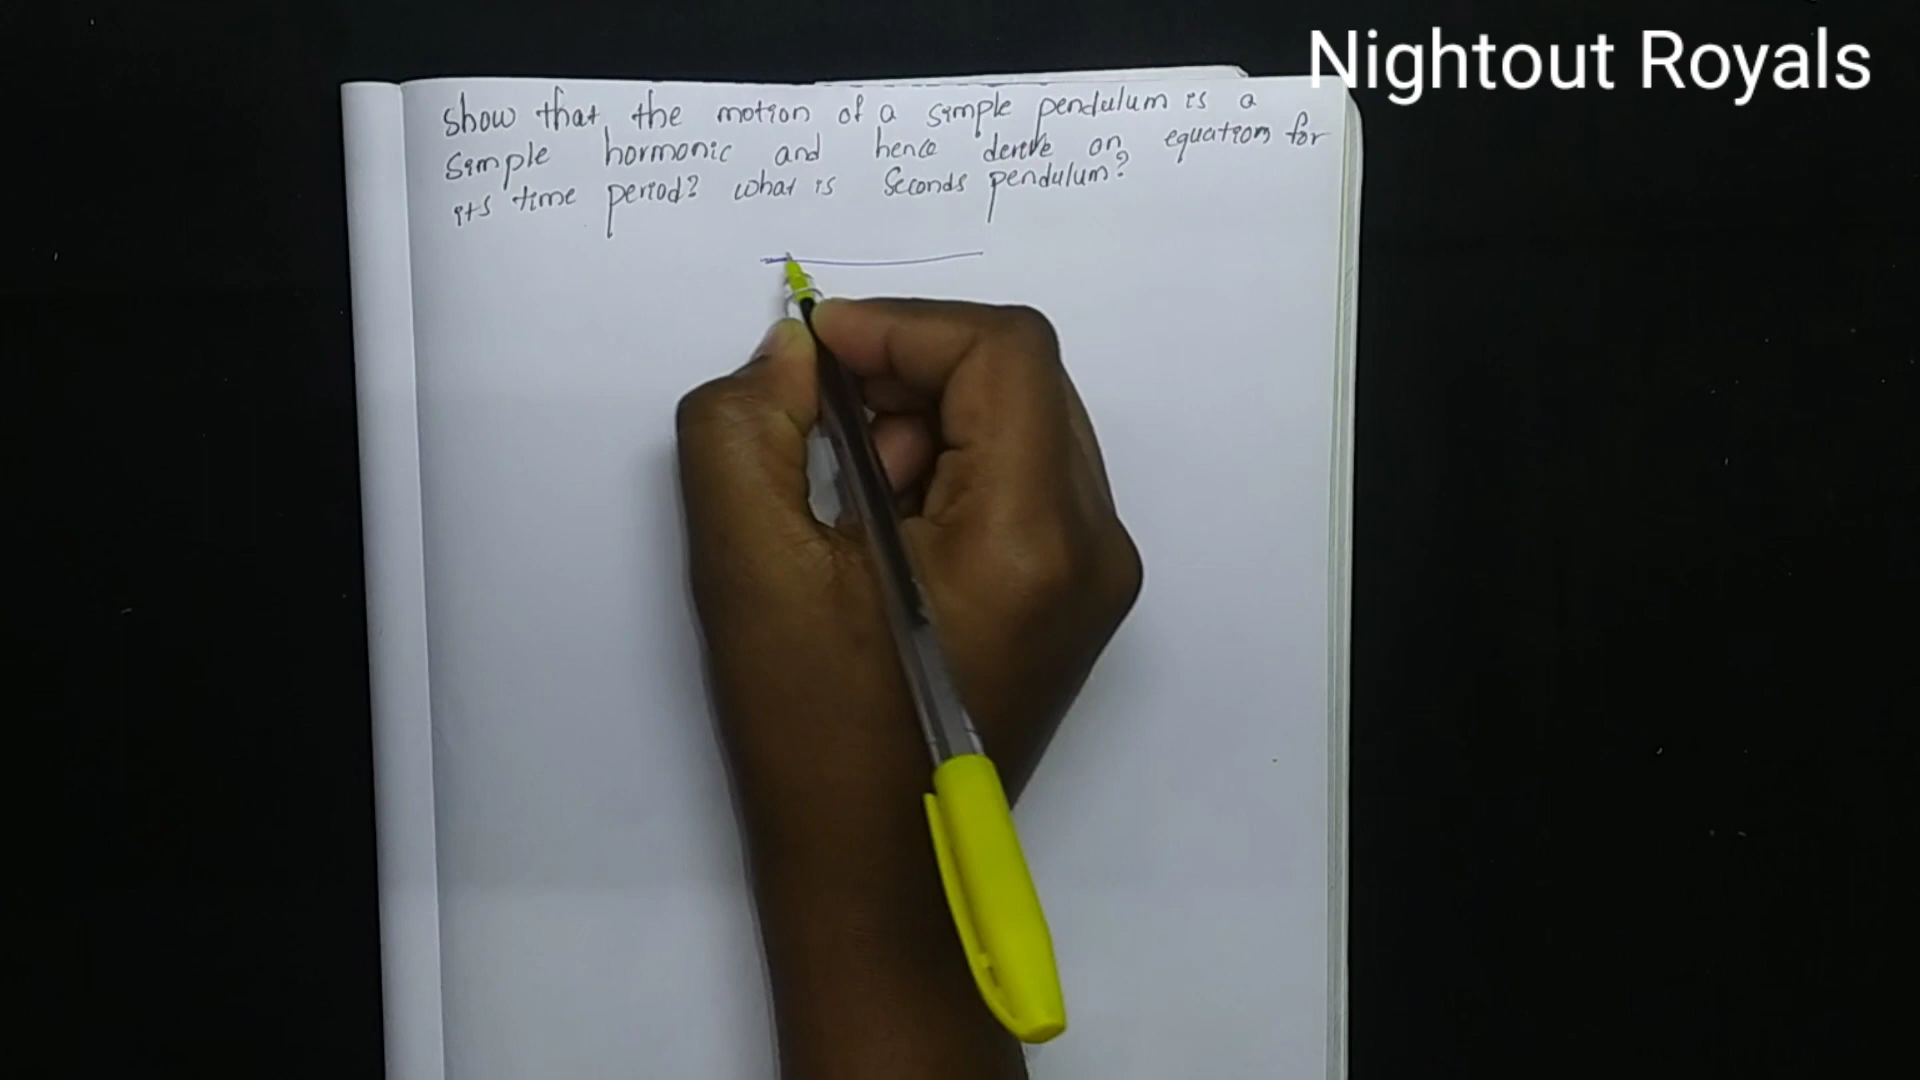 Nightout Royals
show that the motion of a simple pendulum is a
simple hormonic and hence derive an equation for
its time period? what is seconds pendulum?